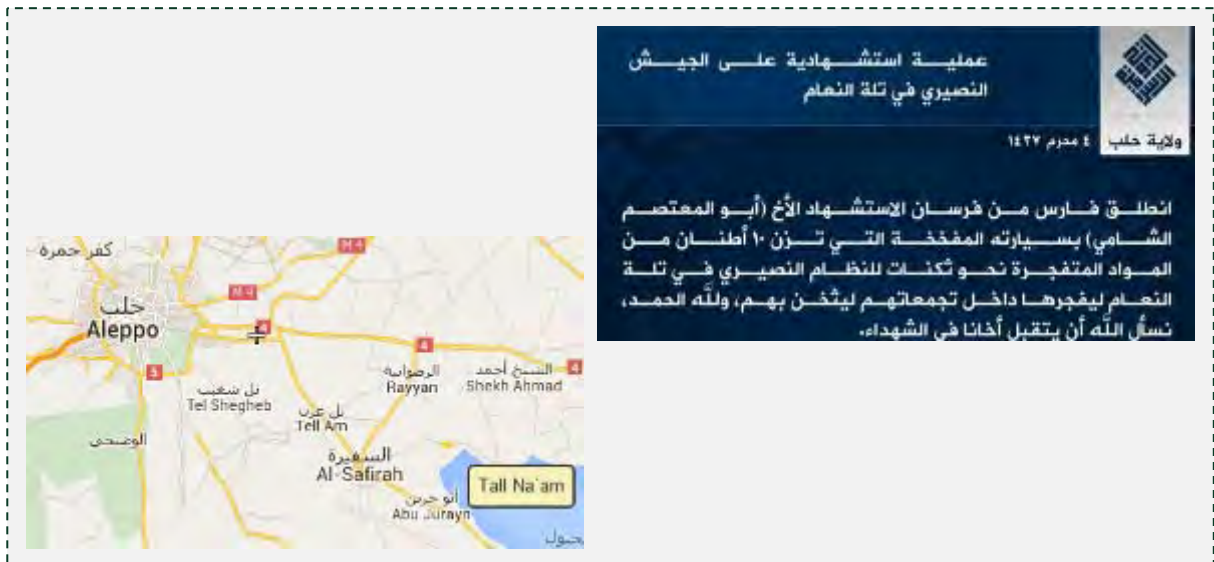 عملية استشهادية على الجيش
النصيري في تلة النعام
ولاية حلب
٤ محرم ١٤٣٧
انطلق فارس من فرسان الاستشهاد الأخ (أبو المعتصم
الشامي) بسيارته المفخخة التي تزن ١٠ أطنان من
المواد المتفجرة نحو ثكنات للنظام النصيري في تلة
النعام ليفجرها داخل تجمعاتهم ليثخن بهم، ولله الحمد،
نسأل الله أن يتقبل أخانا في الشهداء.
كفر حمرة
M4
M4
حلب
Aleppo
4
4
5
الرضوانية
Rayyan
الشيخ أحمد
Shekh Ahmad
4
تل شغيب
Tel Shegheb
تل عرن
Tell Arn
الوضيحي
السفيرة
Al-Safirah
Tall Na'am
أبو جرين
Abu Jurayn